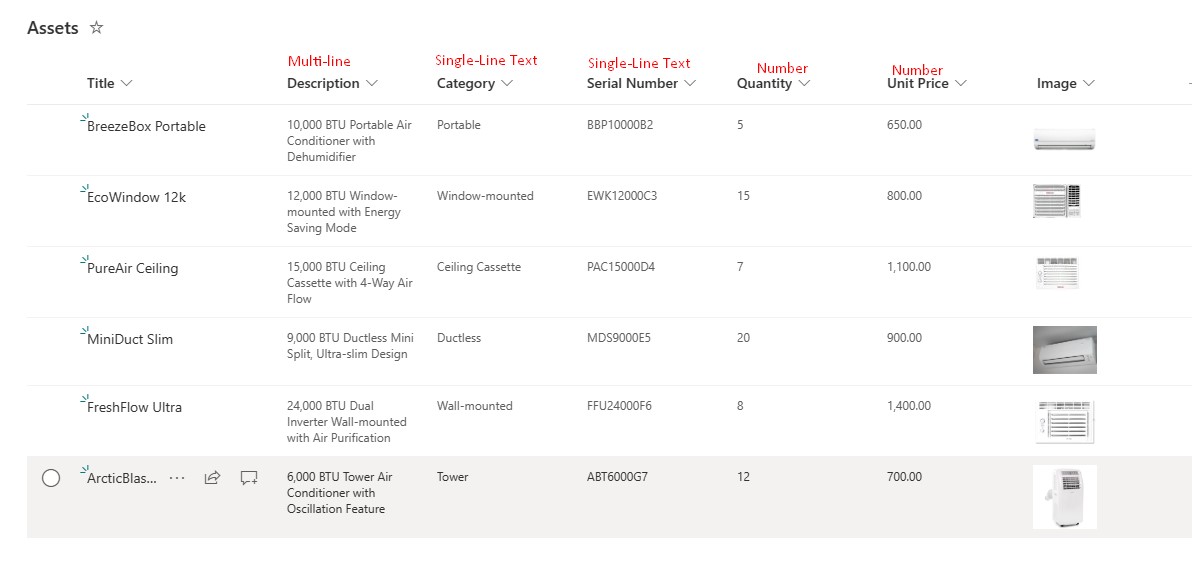 Assets
Multi-line Single-Line Text Single-Line Text Number Number
Title Description Category Serial Number Quantity Unit Price Image
BreezeBox Portable 10,000 BTU Portable Air Portable BBP10000B2 5 650.00
Conditioner with
Dehumidifier
EcoWindow 12k 12,000 BTU Window- Window-mounted EWK12000C3 15 800.00
mounted with Energy
Saving Mode
PureAir Ceiling 15,000 BTU Ceiling Ceiling Cassette PAC15000D4 7 1,100.00
Cassette with 4-Way Air
Flow
MiniDuct Slim 9,000 BTU Ductless Mini Ductless MDS9000E5 20 900.00
Split, Ultra-slim Design
FreshFlow Ultra 24,000 BTU Dual Wall-mounted FFU24000F6 8 1,400.00
Inverter Wall-mounted
with Air Purification
ArcticBlas... 6,000 BTU Tower Air Tower ABT6000G7 12 700.00
Conditioner with
Oscillation Feature